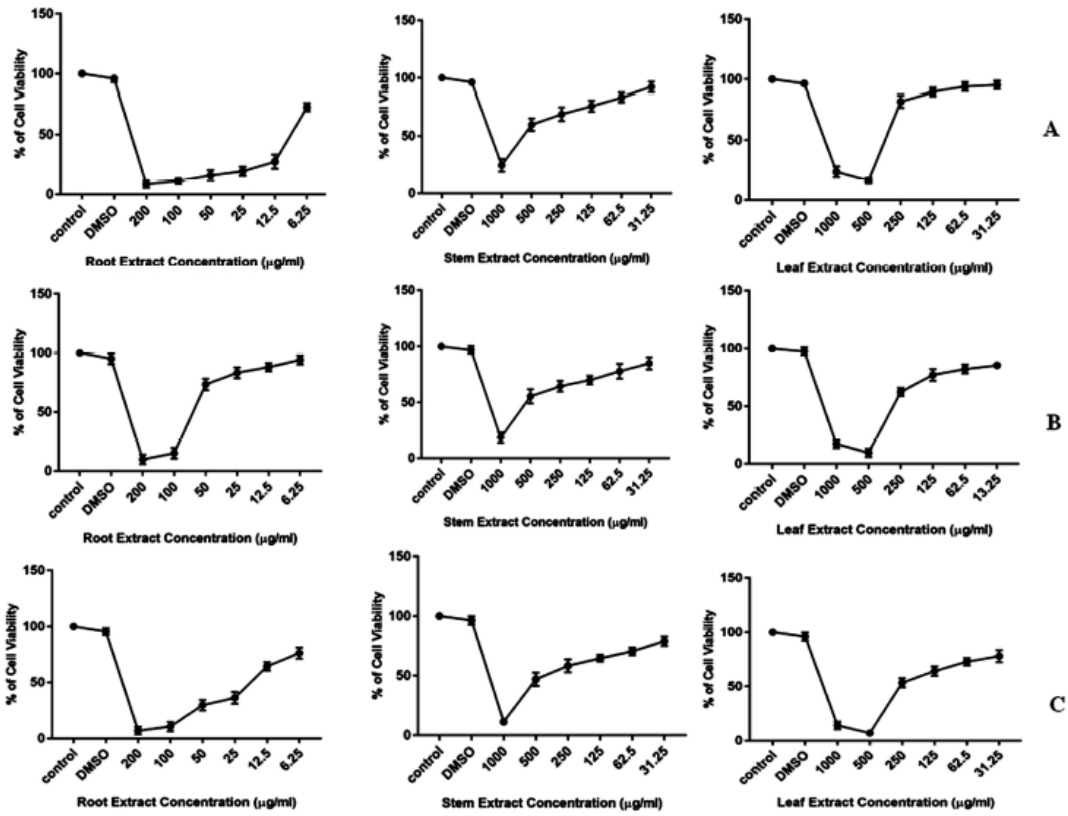 150
100
50
0
% of Cell Viability
control
DMSO
200
100
50
25
12.5
6.25
Root Extract Concentration (µg/ml)
150
100
50
0
% of Cell Viability
control
DMSO
1000
500
250
125
62.5
31.25
Stem Extract Concentration (µg/ml)
150
100
50
0
% of Cell Viability
control
DMSO
1000
500
250
125
62.5
31.25
Leaf Extract Concentration (µg/ml)
A
150
100
50
0
% of Cell Viability
control
DMSO
200
100
50
25
12.5
6.25
Root Extract Concentration (µg/ml)
150
100
50
0
% of Cell Viability
control
DMSO
1000
500
250
125
62.5
31.25
Stem Extract Concentration (µg/ml)
150
100
50
0
% of Cell Viability
control
DMSO
1000
500
250
125
62.5
13.25
Leaf Extract Concentration (µg/ml)
B
150
100
50
0
% of Cell Viability
control
DMSO
200
100
50
25
12.5
6.25
Root Extract Concentration (µg/ml)
150
100
50
0
% of Cell Viability
control
DMSO
1000
500
250
125
62.5
31.25
Stem Extract Concentration (µg/ml)
150
100
50
0
% of Cell Viability
control
DMSO
1000
500
250
125
62.5
31.25
Leaf Extract Concentration (µg/ml)
C